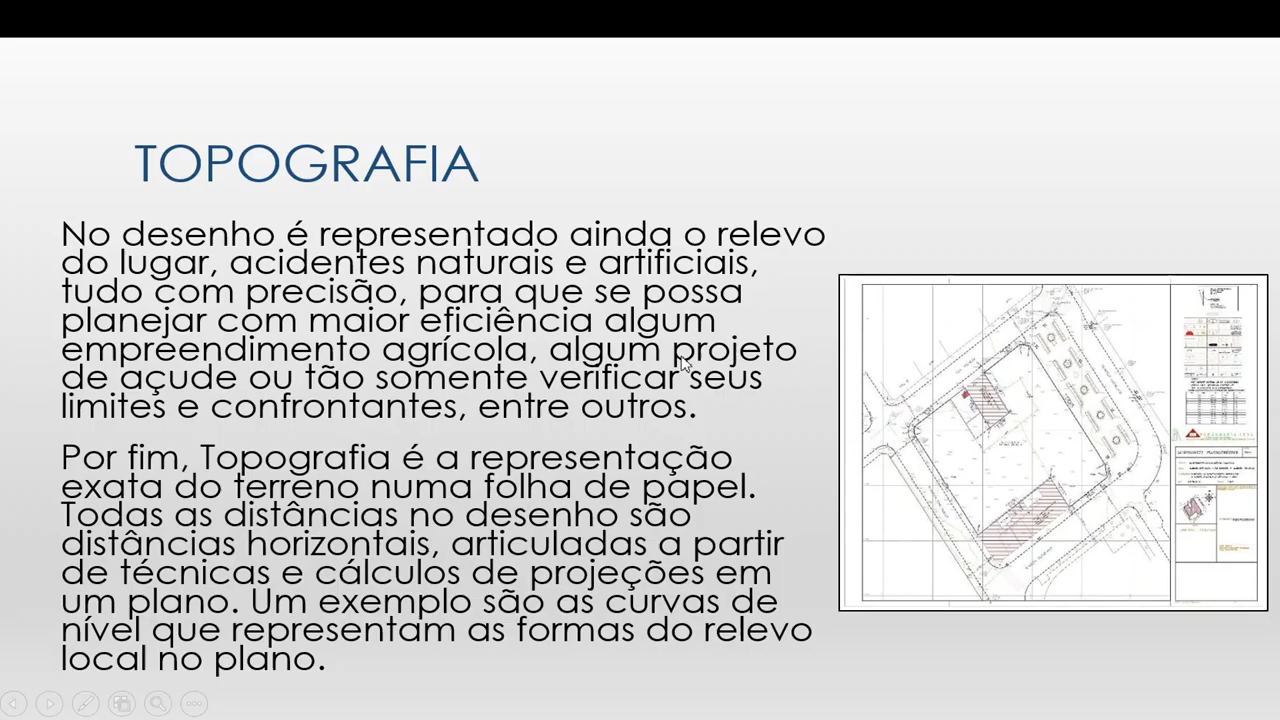 TOPOGRAFIA
No desenho é representado ainda o relevo
do lugar, acidentes naturais e artificiais,
tudo com precisão, para que se possa
planejar com maior eficiência algum
empreendimento agrícola, algum projeto
de açude ou tão somente verificar seus
limites e confrontantes, entre outros.
Por fim, Topografia é a representação
exata do terreno numa folha de papel.
Todas as distâncias no desenho são
distâncias horizontais, articuladas a partir
de técnicas e cálculos de projeções em
um plano. Um exemplo são as curvas de
nível que representam as formas do relevo
local no plano.